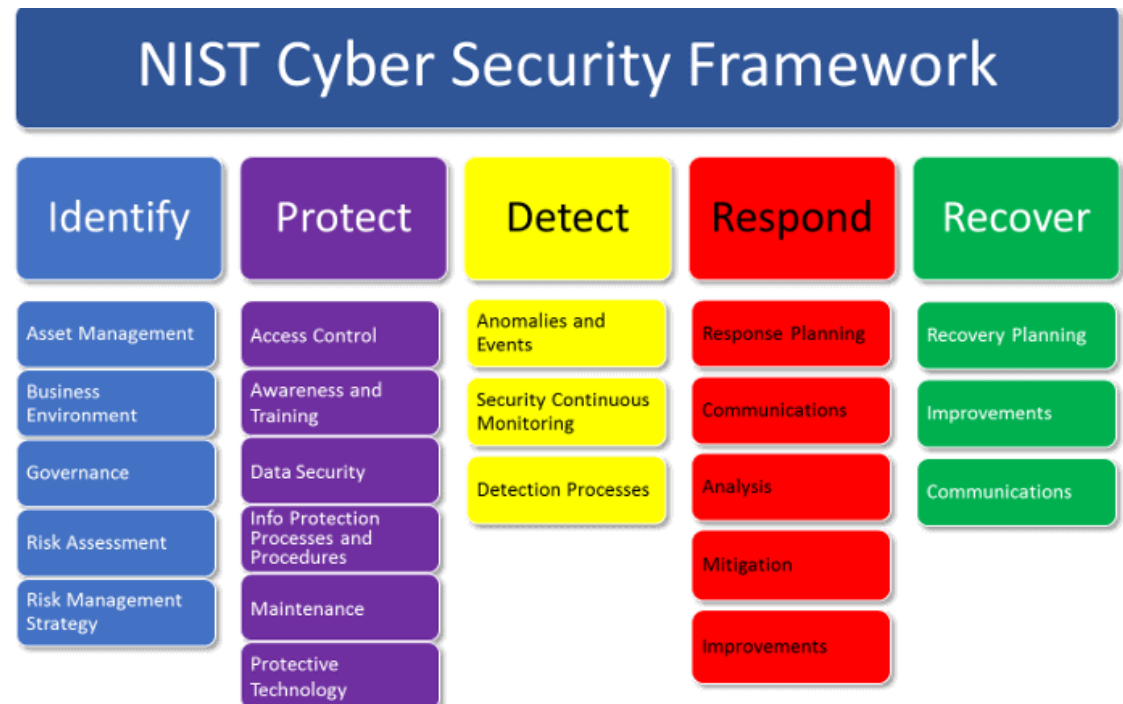 NIST Cyber Security Framework
Identify
Protect
Detect
Respond
Recover
Asset Management
Business
Environment
Governance
Risk Assessment
Risk Management
Strategy
Access Control
Awareness and
Training
Data Security
Info Protection
Processes and
Procedures
Maintenance
Protective
Technology
Anomalies and
Events
Security Continuous
Monitoring
Detection Processes
Response Planning
Communications
Analysis
Mitigation
Improvements
Recovery Planning
Improvements
Communications